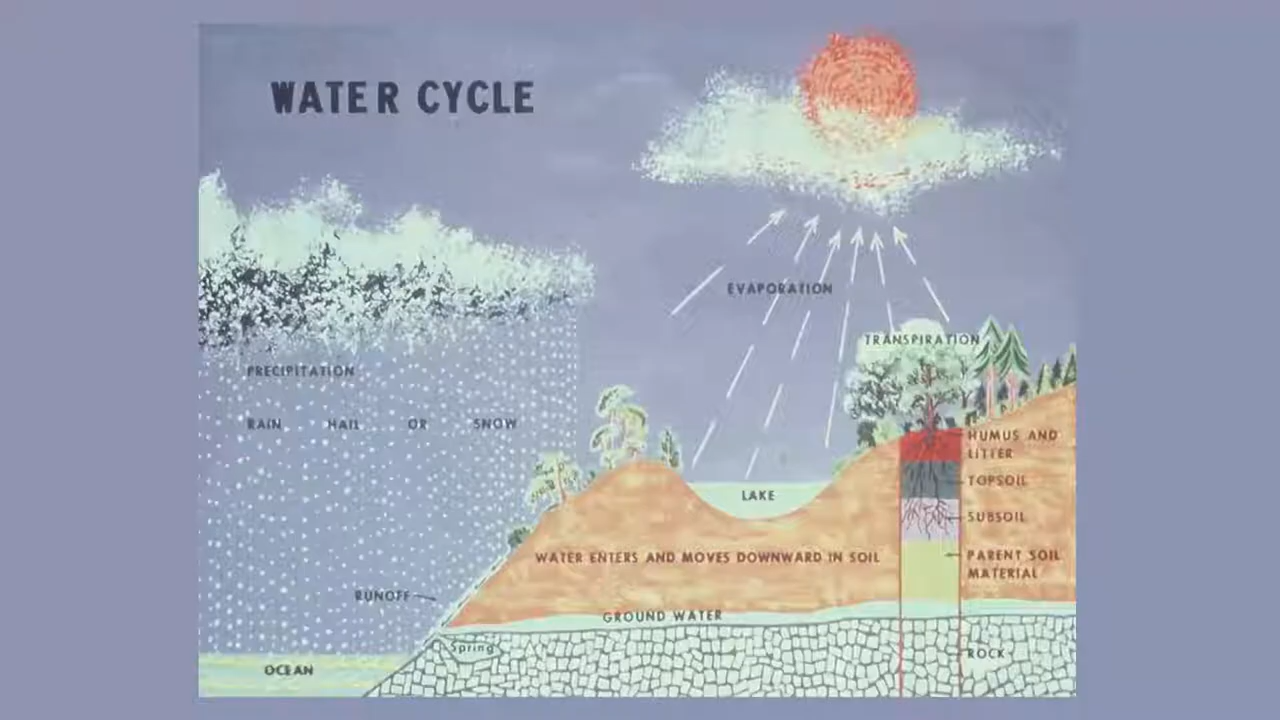 WATER CYCLE
EVAPORATION
TRANSPIRATION
PRECIPITATION
RAIN HAIL OR SNOW
HUMUS AND
LITTER
TOPSOIL
LAKE
SUBSOIL
WATER ENTERS AND MOVES DOWNWARD IN SOIL
PARENT SOIL
MATERIAL
RUNOFF
GROUND WATER
Spring
ROCK
OCEAN